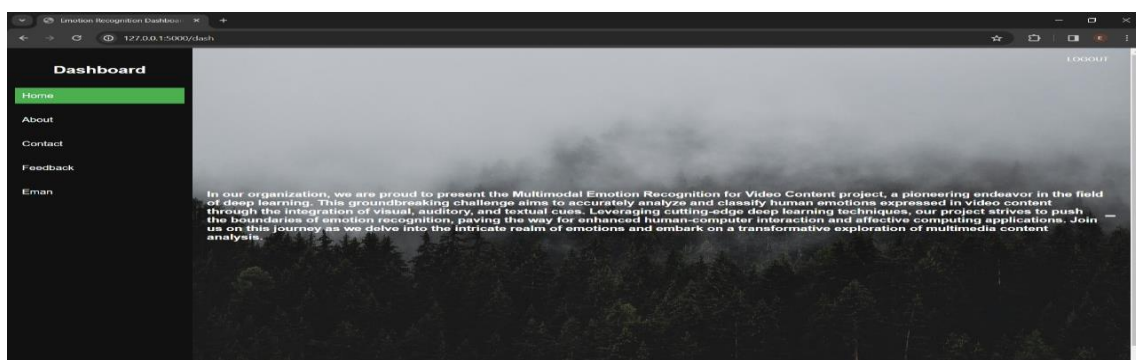 Emotion Recognition Dashboar
127.0.0.1:5000/dash
Dashboard
LOGOUT
Home
About
Contact
Feedback
Eman
In our organization, we are proud to present the Multimodal Emotion Recognition for Video Content project, a pioneering endeavor in the field
of deep learning. This groundbreaking challenge aims to accurately analyze and classify human emotions expressed in video content
through the integration of visual, auditory, and textual cues. Leveraging cutting-edge deep learning techniques, our project strives to push
the boundaries of emotion recognition, paving the way for enhanced human-computer interaction and affective computing applications. Join
us on this journey as we delve into the intricate realm of emotions and embark on a transformative exploration of multimedia content
analysis.